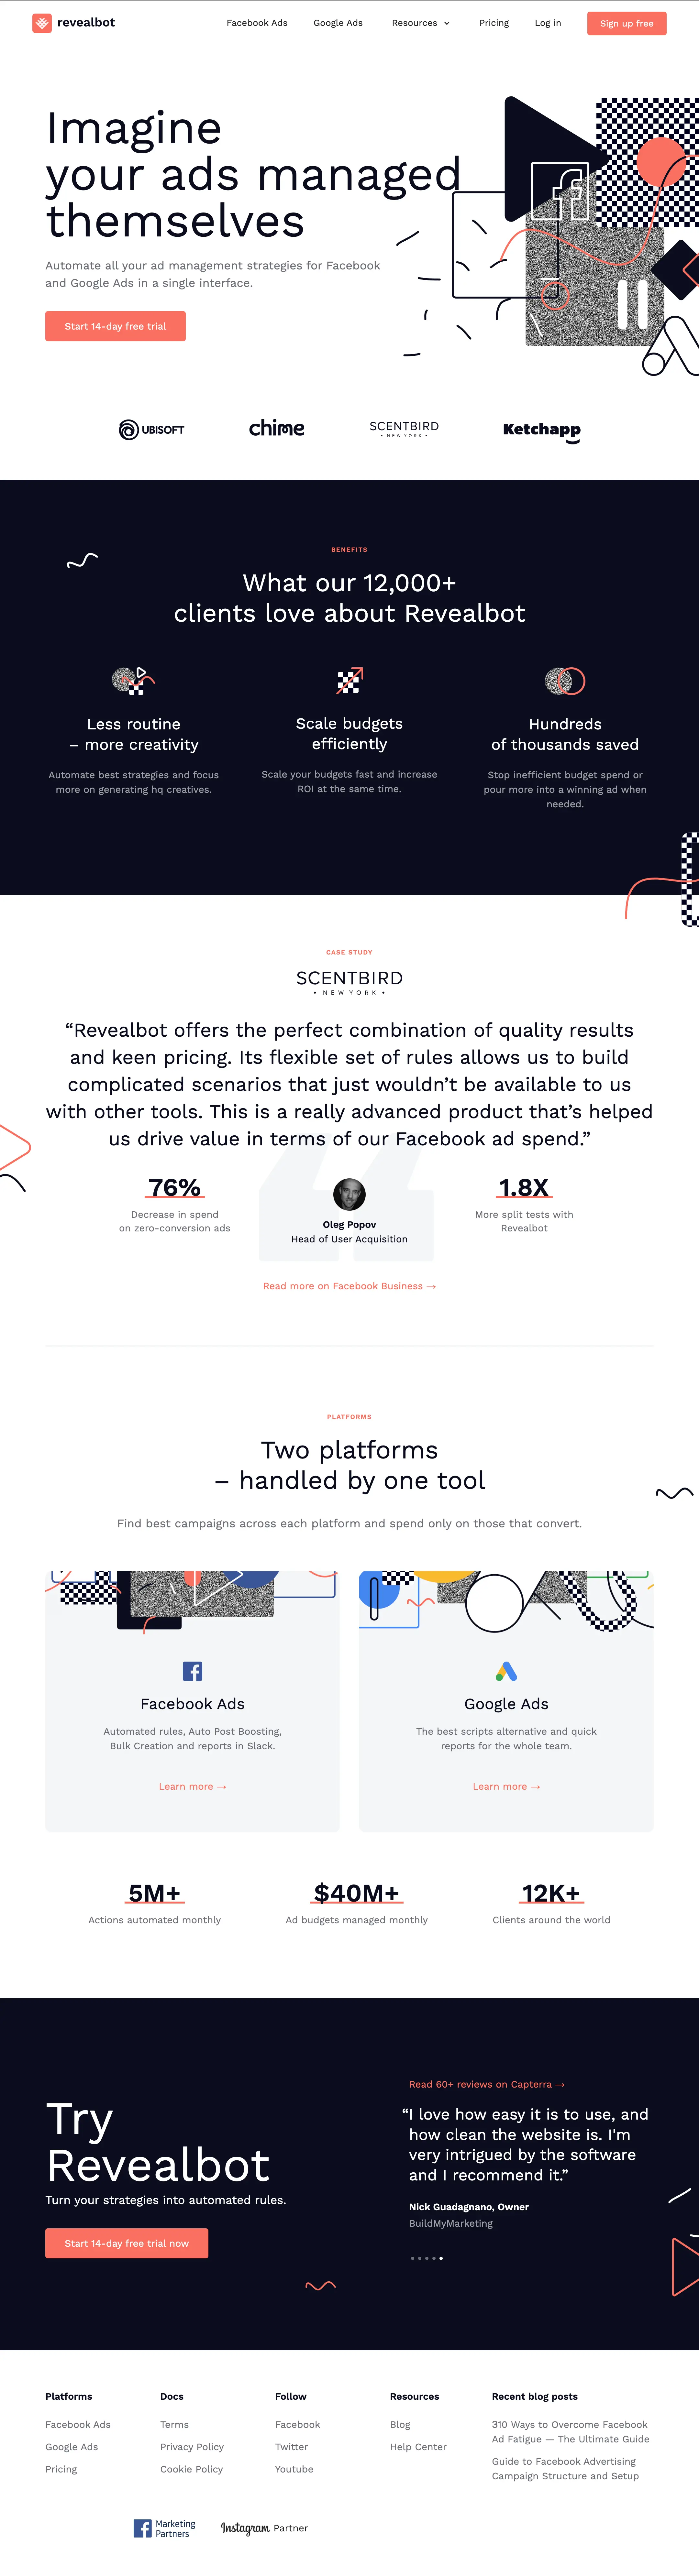 revealbot
Facebook Ads
Google Ads
Resources
Pricing
Log in
Sign up free
Imagine
your ads managed
themselves
Automate all your ad management strategies for Facebook
and Google Ads in a single interface.
Start 14-day free trial
UBISOFT
chime
SCENTBIRD
• NEW YORK •
Ketchapp
BENEFITS
What our 12,000+
clients love about Revealbot
Less routine
– more creativity
Automate best strategies and focus
more on generating hq creatives.
Scale budgets
efficiently
Scale your budgets fast and increase
ROI at the same time.
Hundreds
of thousands saved
Stop inefficient budget spend or
pour more into a winning ad when
needed.
CASE STUDY
SCENTBIRD
• NEW YORK •
“Revealbot offers the perfect combination of quality results
and keen pricing. Its flexible set of rules allows us to build
complicated scenarios that just wouldn’t be available to us
with other tools. This is a really advanced product that’s helped
us drive value in terms of our Facebook ad spend.”
76%
Decrease in spend
on zero-conversion ads
Oleg Popov
Head of User Acquisition
1.8X
More split tests with
Revealbot
Read more on Facebook Business →
PLATFORMS
Two platforms
– handled by one tool
Find best campaigns across each platform and spend only on those that convert.
Facebook Ads
Automated rules, Auto Post Boosting,
Bulk Creation and reports in Slack.
Learn more →
Google Ads
The best scripts alternative and quick
reports for the whole team.
Learn more →
5M+
Actions automated monthly
$40M+
Ad budgets managed monthly
12K+
Clients around the world
Try
Revealbot
Turn your strategies into automated rules.
Start 14-day free trial now
Read 60+ reviews on Capterra →
“I love how easy it is to use, and
how clean the website is. I'm
very intrigued by the software
and I recommend it.”
Nick Guadagnano, Owner
BuildMyMarketing
Platforms
Facebook Ads
Google Ads
Pricing
Docs
Terms
Privacy Policy
Cookie Policy
Follow
Facebook
Twitter
Youtube
Resources
Blog
Help Center
Recent blog posts
310 Ways to Overcome Facebook
Ad Fatigue — The Ultimate Guide
Guide to Facebook Advertising
Campaign Structure and Setup
Marketing
Partners
Instagram Partner